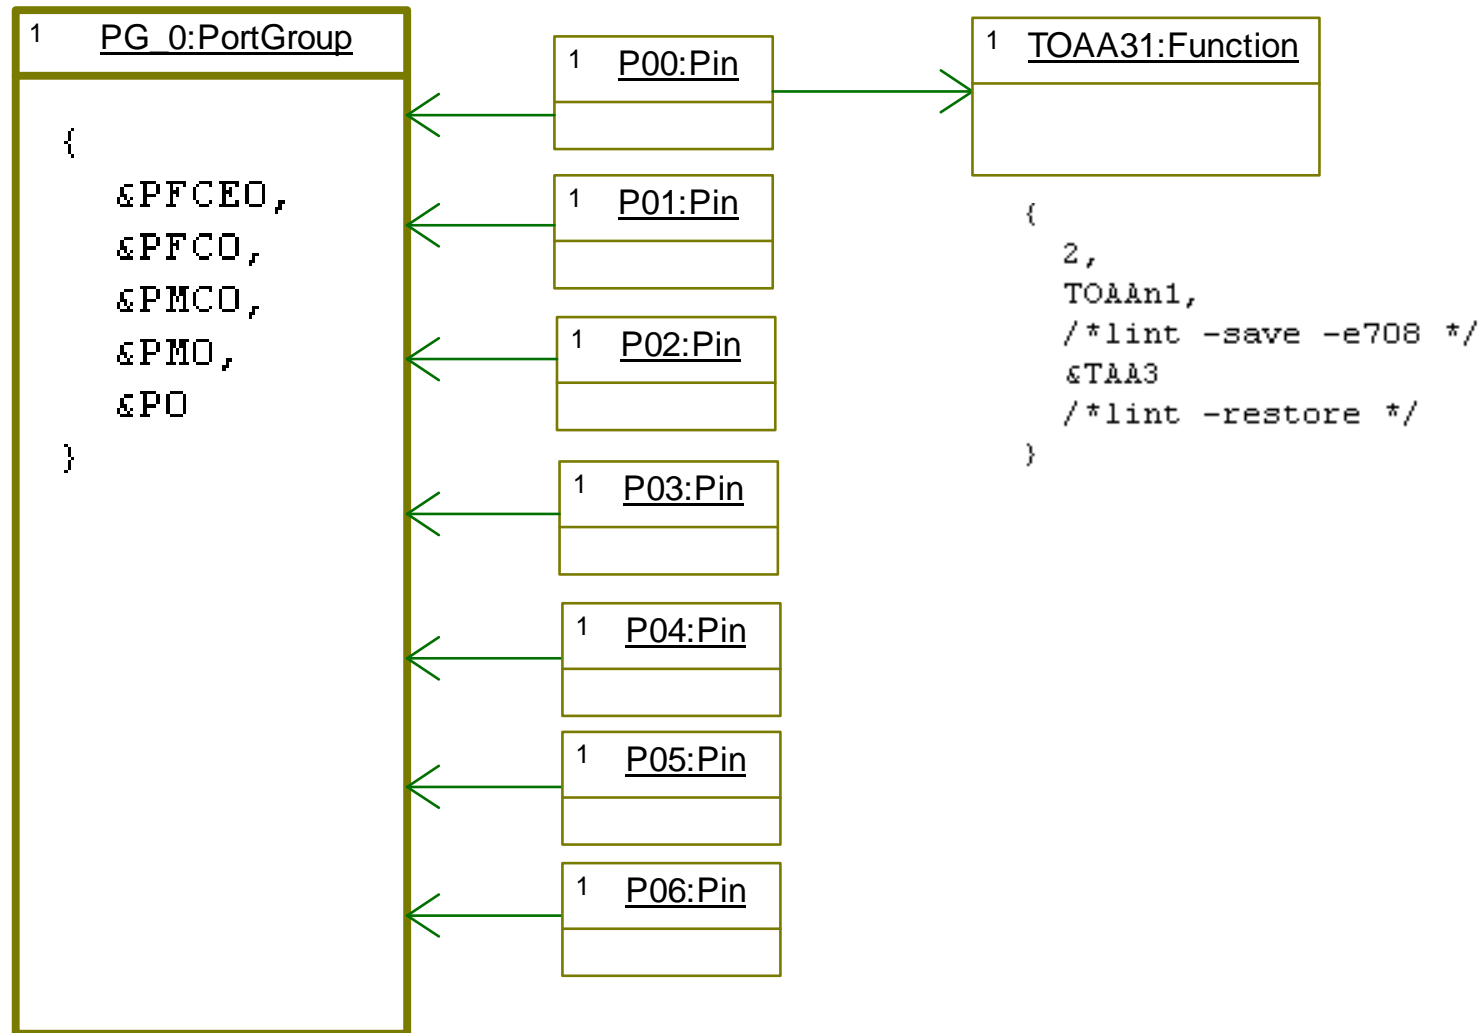 1 PG_0:PortGroup
{
&PFCE0,
&PFC0,
&PMC0,
&PM0,
&P0
}
1 P00:Pin
1 P01:Pin
1 P02:Pin
1 P03:Pin
1 P04:Pin
1 P05:Pin
1 P06:Pin
1 TOAA31:Function
{
2,
TOAAn1,
/*lint -save -e708 */
&TAA3
/*lint -restore */
}